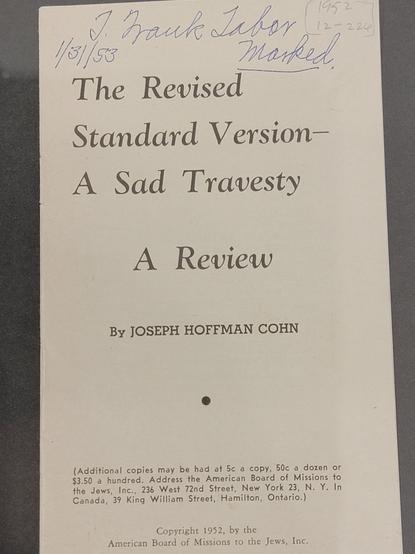 J. Frank Tabor
1952
12-226
1/31/53
Marked.
The Revised
Standard Version—
A Sad Travesty
A Review
By JOSEPH HOFFMAN COHN
(Additional copies may be had at 5c a copy, 50c a dozen or
$3.50 a hundred. Address the American Board of Missions to
the Jews, Inc., 236 West 72nd Street, New York 23, N. Y. In
Canada, 39 King William Street, Hamilton, Ontario.)
Copyright 1952, by the
American Board of Missions to the Jews, Inc.